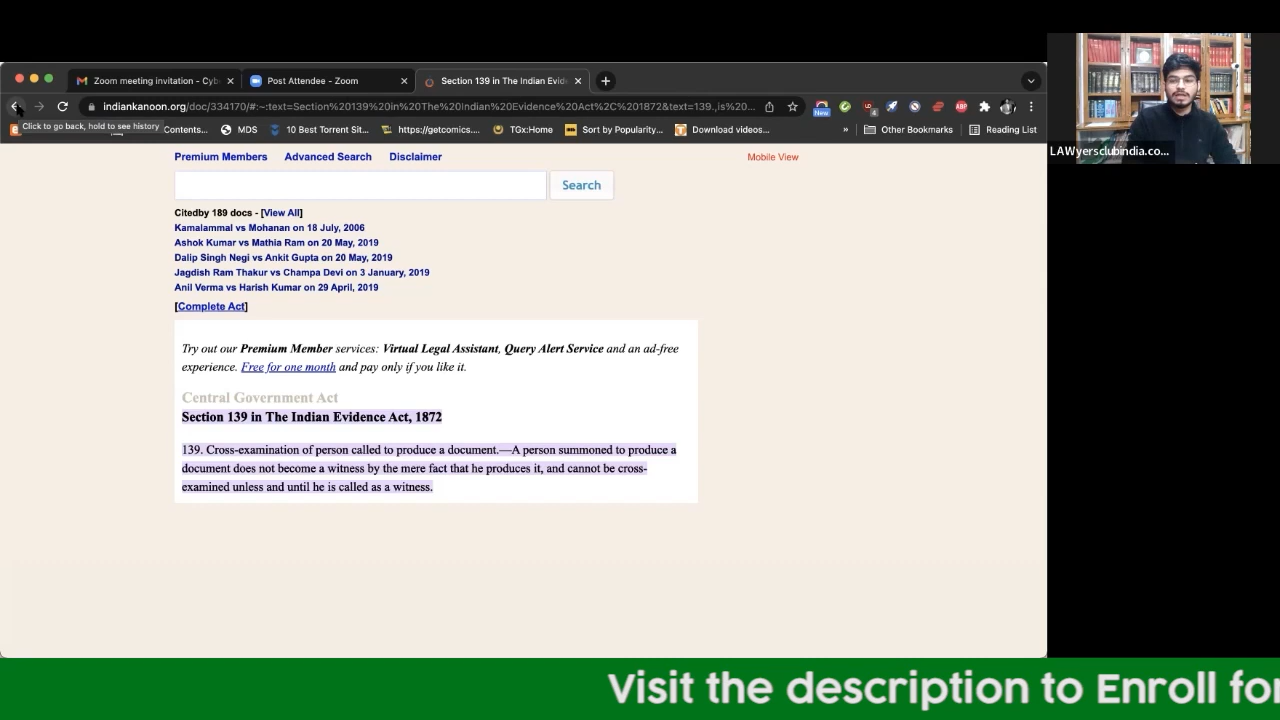 Zoom meeting invitation - Cyb
Post Attendee - Zoom
Section 139 in The Indian Evid
indiankanoon.org/doc/334170/#:~:text=Section%20139%20in%20The%20Indian%20Evidence%20Act%2C%201872&text=139.,is%20...
New
4
ABP
Click to go back, hold to see history
Contents...
MDS
10 Best Torrent Sit...
https://getcomics....
TGx:Home
Sort by Popularity...
Download videos...
»
Other Bookmarks
Reading List
LAWyersclubindia.co...
Premium Members
Advanced Search
Disclaimer
Mobile View
Search
Citedby 189 docs - [View All]
Kamalammal vs Mohanan on 18 July, 2006
Ashok Kumar vs Mathia Ram on 20 May, 2019
Dalip Singh Negi vs Ankit Gupta on 20 May, 2019
Jagdish Ram Thakur vs Champa Devi on 3 January, 2019
Anil Verma vs Harish Kumar on 29 April, 2019
[Complete Act]
Try out our Premium Member services: Virtual Legal Assistant, Query Alert Service and an ad-free
experience. Free for one month and pay only if you like it.
Central Government Act
Section 139 in The Indian Evidence Act, 1872
139. Cross-examination of person called to produce a document.—A person summoned to produce a
document does not become a witness by the mere fact that he produces it, and cannot be cross-
examined unless and until he is called as a witness.
Visit the description to Enroll for